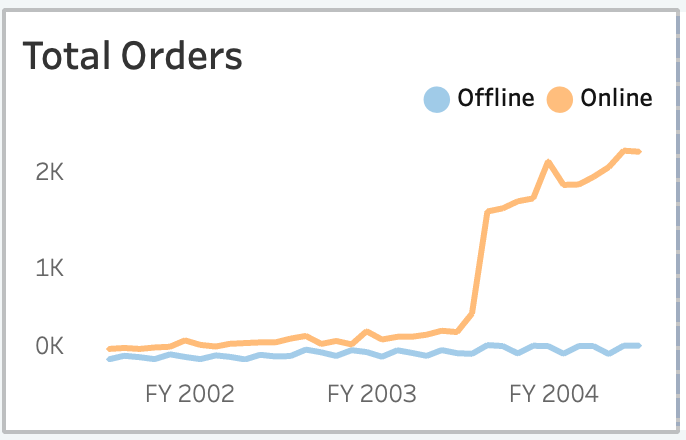 Total Orders
Offline Online
2K
1K
0K
FY 2002 FY 2003 FY 2004